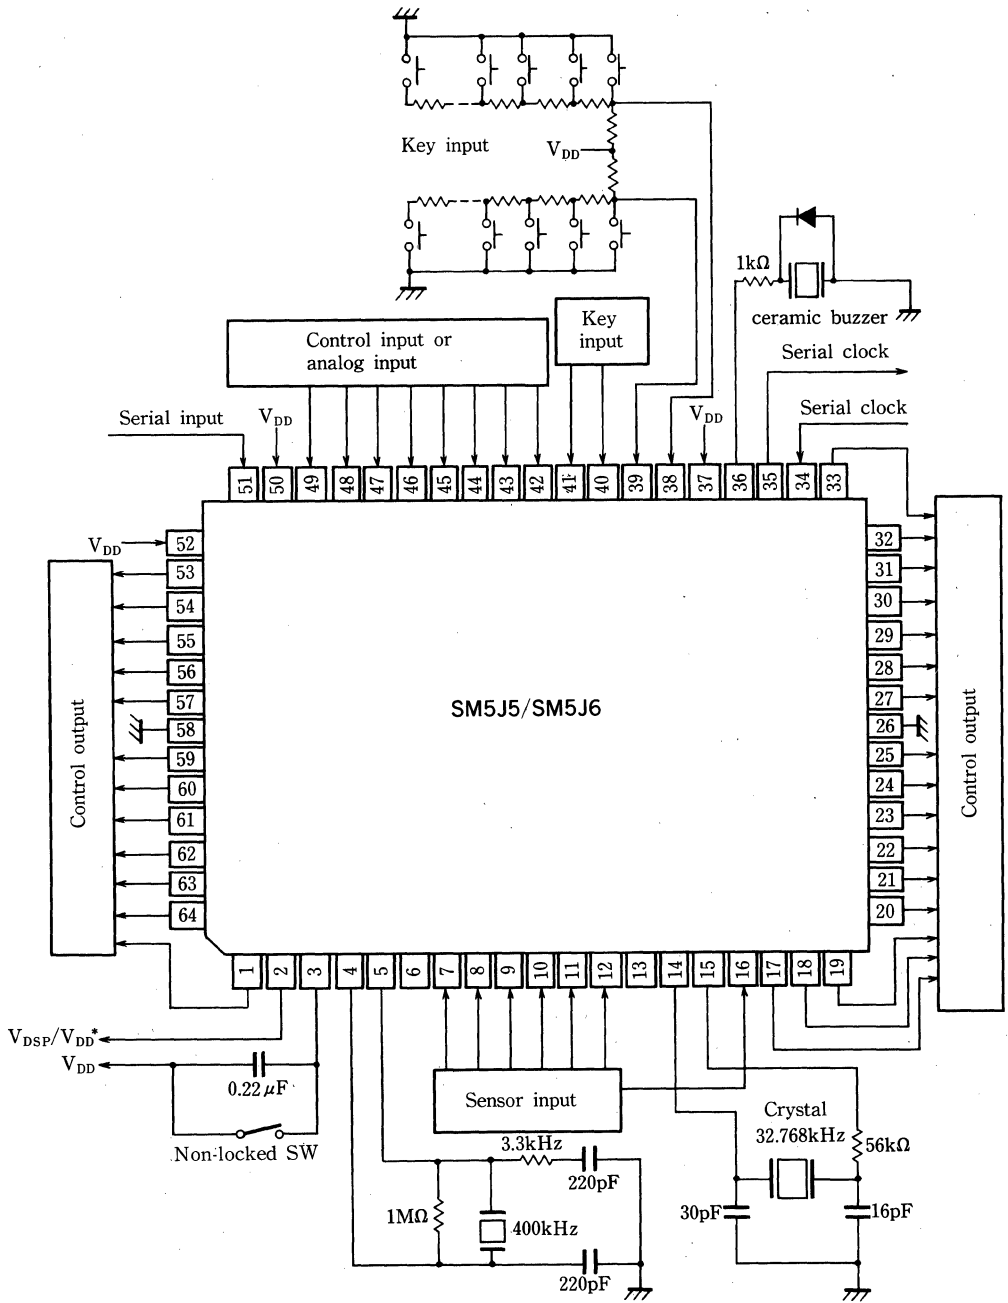 Key input
VDD
1kΩ
ceramic buzzer
Control input or
analog input
Key
input
Serial clock
Serial input
VDD
VDD
Serial clock
51 50 49 48 47 46 45 44 43 42 41 40 39 38 37 36 35 34 33
VDD
52
53
54
55
56
57
58
59
60
61
62
63
64
Control output
SM5J5/SM5J6
32
31
30
29
28
27
26
25
24
23
22
21
20
Control output
1 2 3 4 5 6 7 8 9 10 11 12 13 14 15 16 17 18 19
VDSP/VDD*
VDD
0.22μF
Non-locked SW
Sensor input
3.3kHz
220pF
1MΩ
400kHz
220pF
Crystal
32.768kHz
56kΩ
30pF
16pF